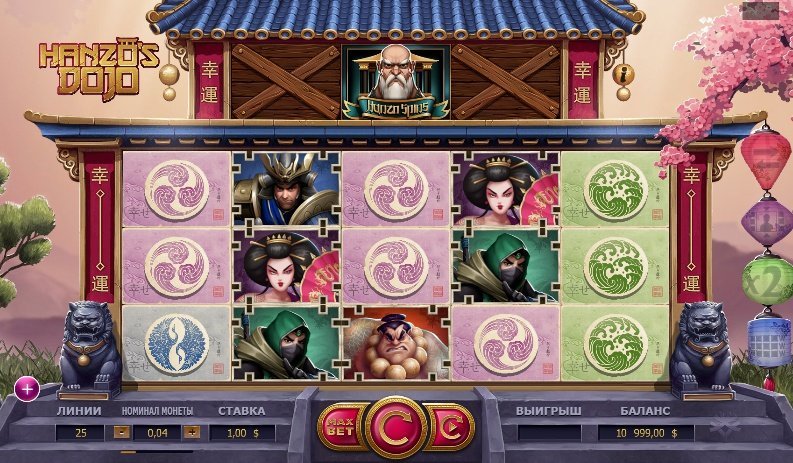 HANZO'S
DOJO
幸運
Hanzo Spins
幸運
幸運
幸運
x2
ЛИНИИ
25
НОМИНАЛ МОНЕТЫ
0,04
СТАВКА
1,00 $
MAX
BET
ВЫИГРЫШ
БАЛАНС
10 999,00 $